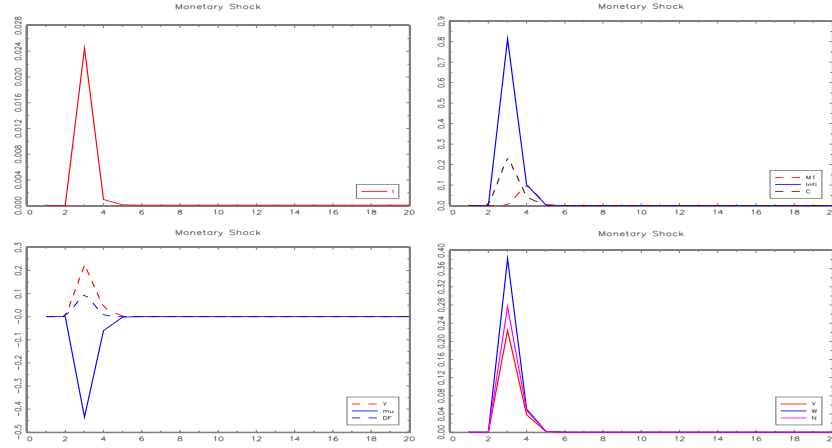 Monetary Shock
0.028
0.024
0.020
0.016
0.012
0.008
0.004
0.000
0 2 4 6 8 10 12 14 16 18 20
I
Monetary Shock
0.9
0.8
0.7
0.6
0.5
0.4
0.3
0.2
0.1
0.0
0 2 4 6 8 10 12 14 16 18 20
M1
Infl
C
Monetary Shock
0.3
0.2
0.1
-0.0
-0.1
-0.2
-0.3
-0.4
-0.5
0 2 4 6 8 10 12 14 16 18 20
Y
mu
DF
Monetary Shock
0.40
0.36
0.32
0.28
0.24
0.20
0.16
0.12
0.08
0.04
0.00
0 2 4 6 8 10 12 14 16 18 20
Y
W
N